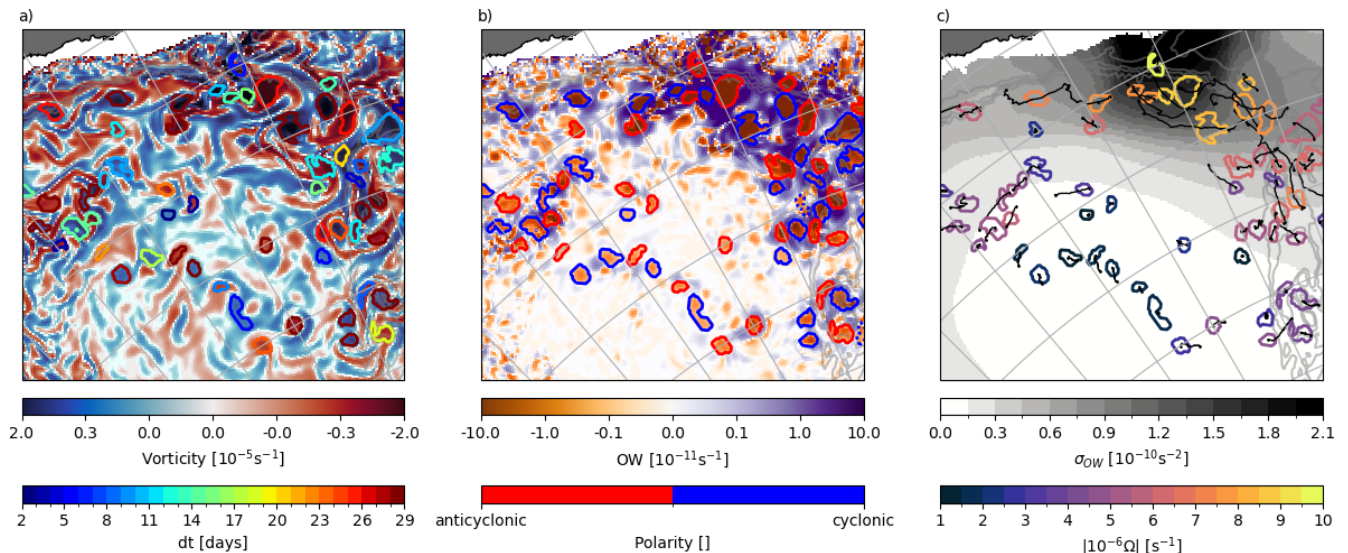 a)
b)
c)
2.0 0.3 0.0 0.0 -0.0 -0.3 -2.0
Vorticity [10⁻⁵s⁻¹]
-10.0 -1.0 -0.1 0.0 0.1 1.0 10.0
OW [10⁻¹¹s⁻¹]
0.0 0.3 0.6 0.9 1.2 1.5 1.8 2.1
σ_OW [10⁻¹⁰s⁻²]
2 5 8 11 14 17 20 23 26 29
dt [days]
anticyclonic cyclonic
Polarity []
1 2 3 4 5 6 7 8 9 10
|10⁻⁶Ω| [s⁻¹]